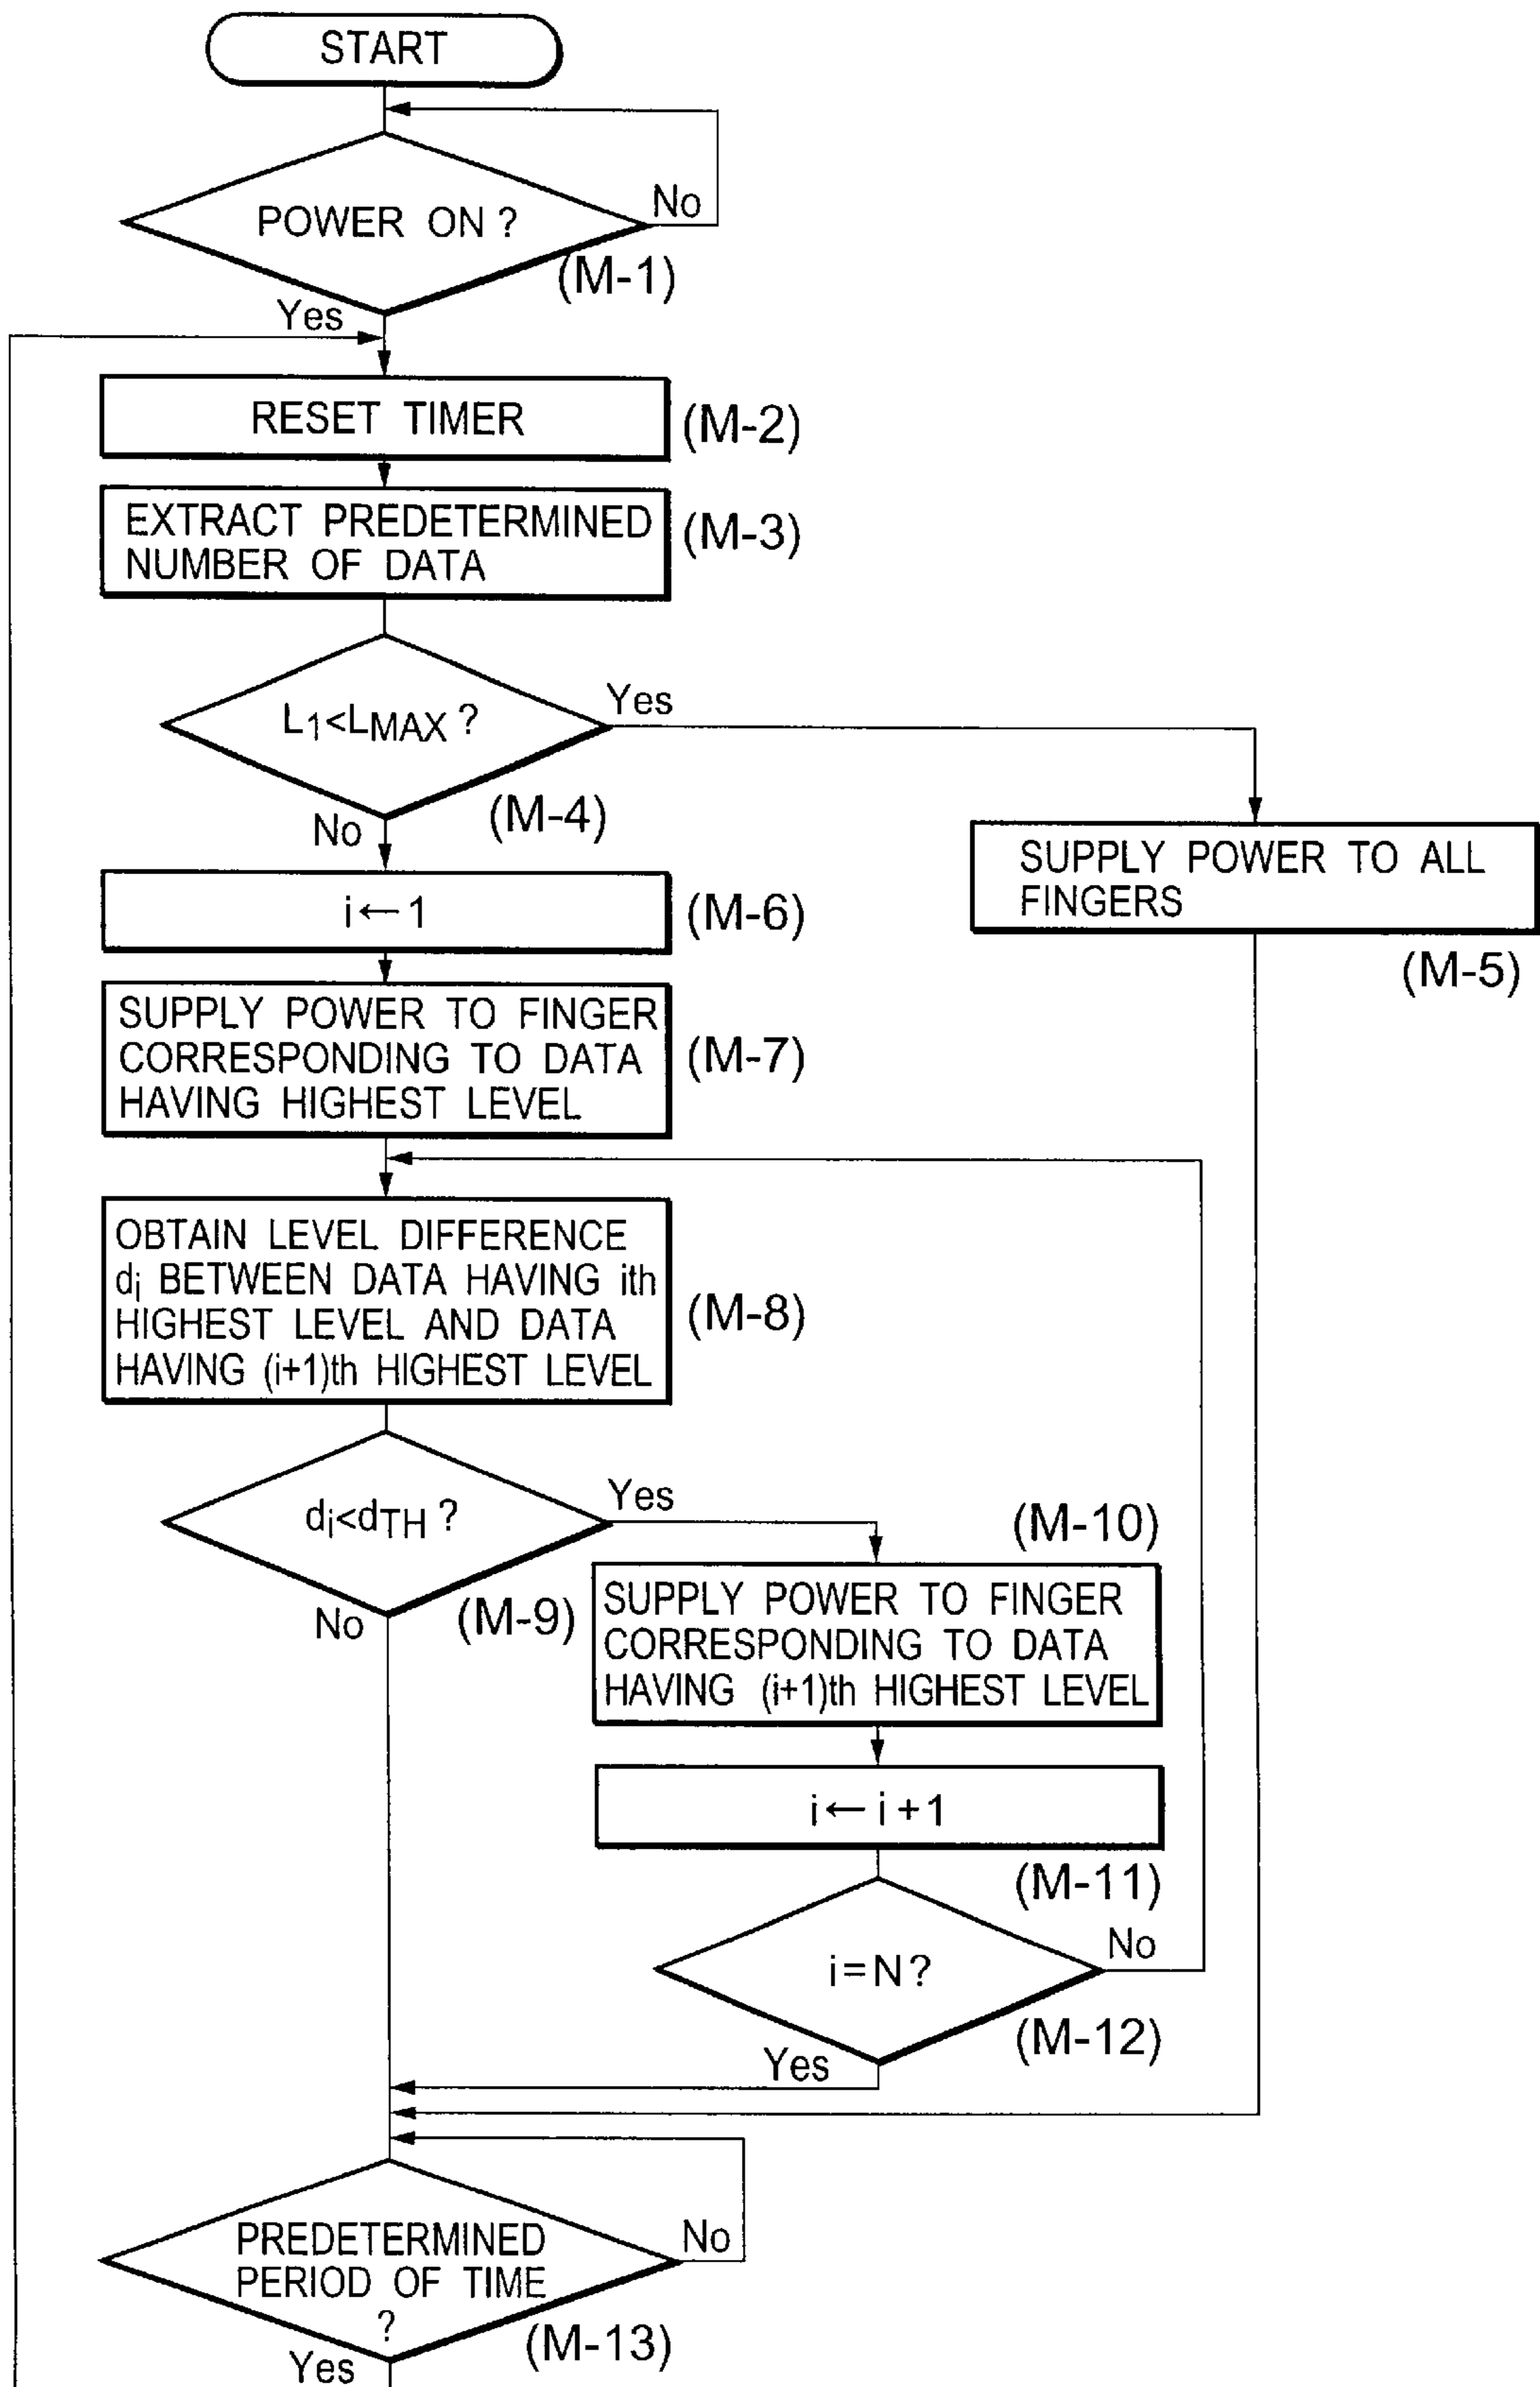 START
No
POWER ON ?
(M-1)
Yes
RESET TIMER
(M-2)
EXTRACT PREDETERMINED
NUMBER OF DATA
(M-3)
L1<LMAX ?
Yes
(M-4)
No
SUPPLY POWER TO ALL
FINGERS
(M-5)
i ← 1
(M-6)
SUPPLY POWER TO FINGER
CORRESPONDING TO DATA
HAVING HIGHEST LEVEL
(M-7)
OBTAIN LEVEL DIFFERENCE
di BETWEEN DATA HAVING ith
HIGHEST LEVEL AND DATA
HAVING (i+1)th HIGHEST LEVEL
(M-8)
di<dTH ?
Yes
(M-9)
No
(M-10)
SUPPLY POWER TO FINGER
CORRESPONDING TO DATA
HAVING (i+1)th HIGHEST LEVEL
i ← i +1
(M-11)
i=N ?
No
(M-12)
Yes
PREDETERMINED
PERIOD OF TIME
?
No
(M-13)
Yes